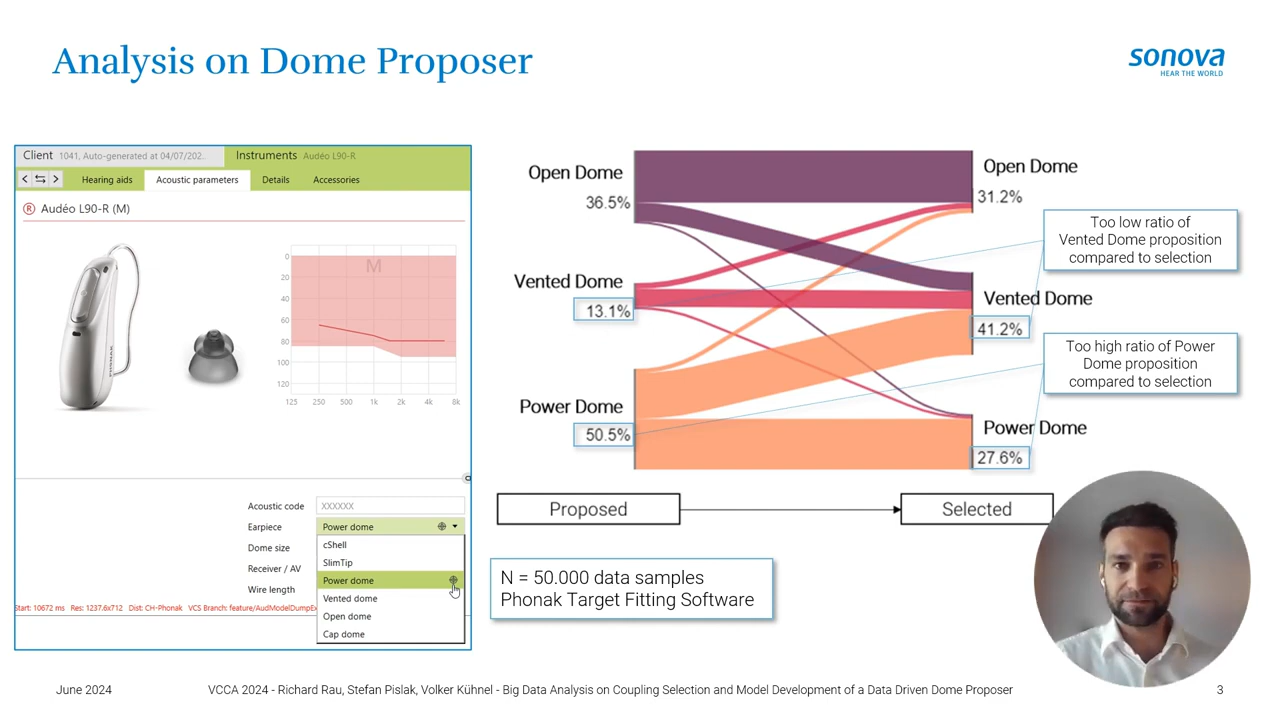 Analysis on Dome Proposer
sonova
HEAR THE WORLD
Client 1041, Auto-generated at 04/07/202..
Instruments Audéo L90-R
Hearing aids
Acoustic parameters
Details
Accessories
R Audéo L90-R (M)
PHONAK
M
0
20
40
60
80
100
120
125 250 500 1k 2k 4k 8k
Acoustic code XXXXXX
Earpiece Power dome
Dome size
Receiver / AV
Wire length
cShell
SlimTip
Power dome
Vented dome
Open dome
Cap dome
Start: 10672 ms Res: 1237.6x712 Dist: CH-Phonak VCS Branch: feature/AudModelDumpEx
Open Dome
36.5%
Vented Dome
13.1%
Power Dome
50.5%
Open Dome
31.2%
Vented Dome
41.2%
Power Dome
27.6%
Too low ratio of
Vented Dome proposition
compared to selection
Too high ratio of Power
Dome proposition
compared to selection
Proposed
Selected
N = 50.000 data samples
Phonak Target Fitting Software
June 2024
VCCA 2024 - Richard Rau, Stefan Pislak, Volker Kühnel - Big Data Analysis on Coupling Selection and Model Development of a Data Driven Dome Proposer
3